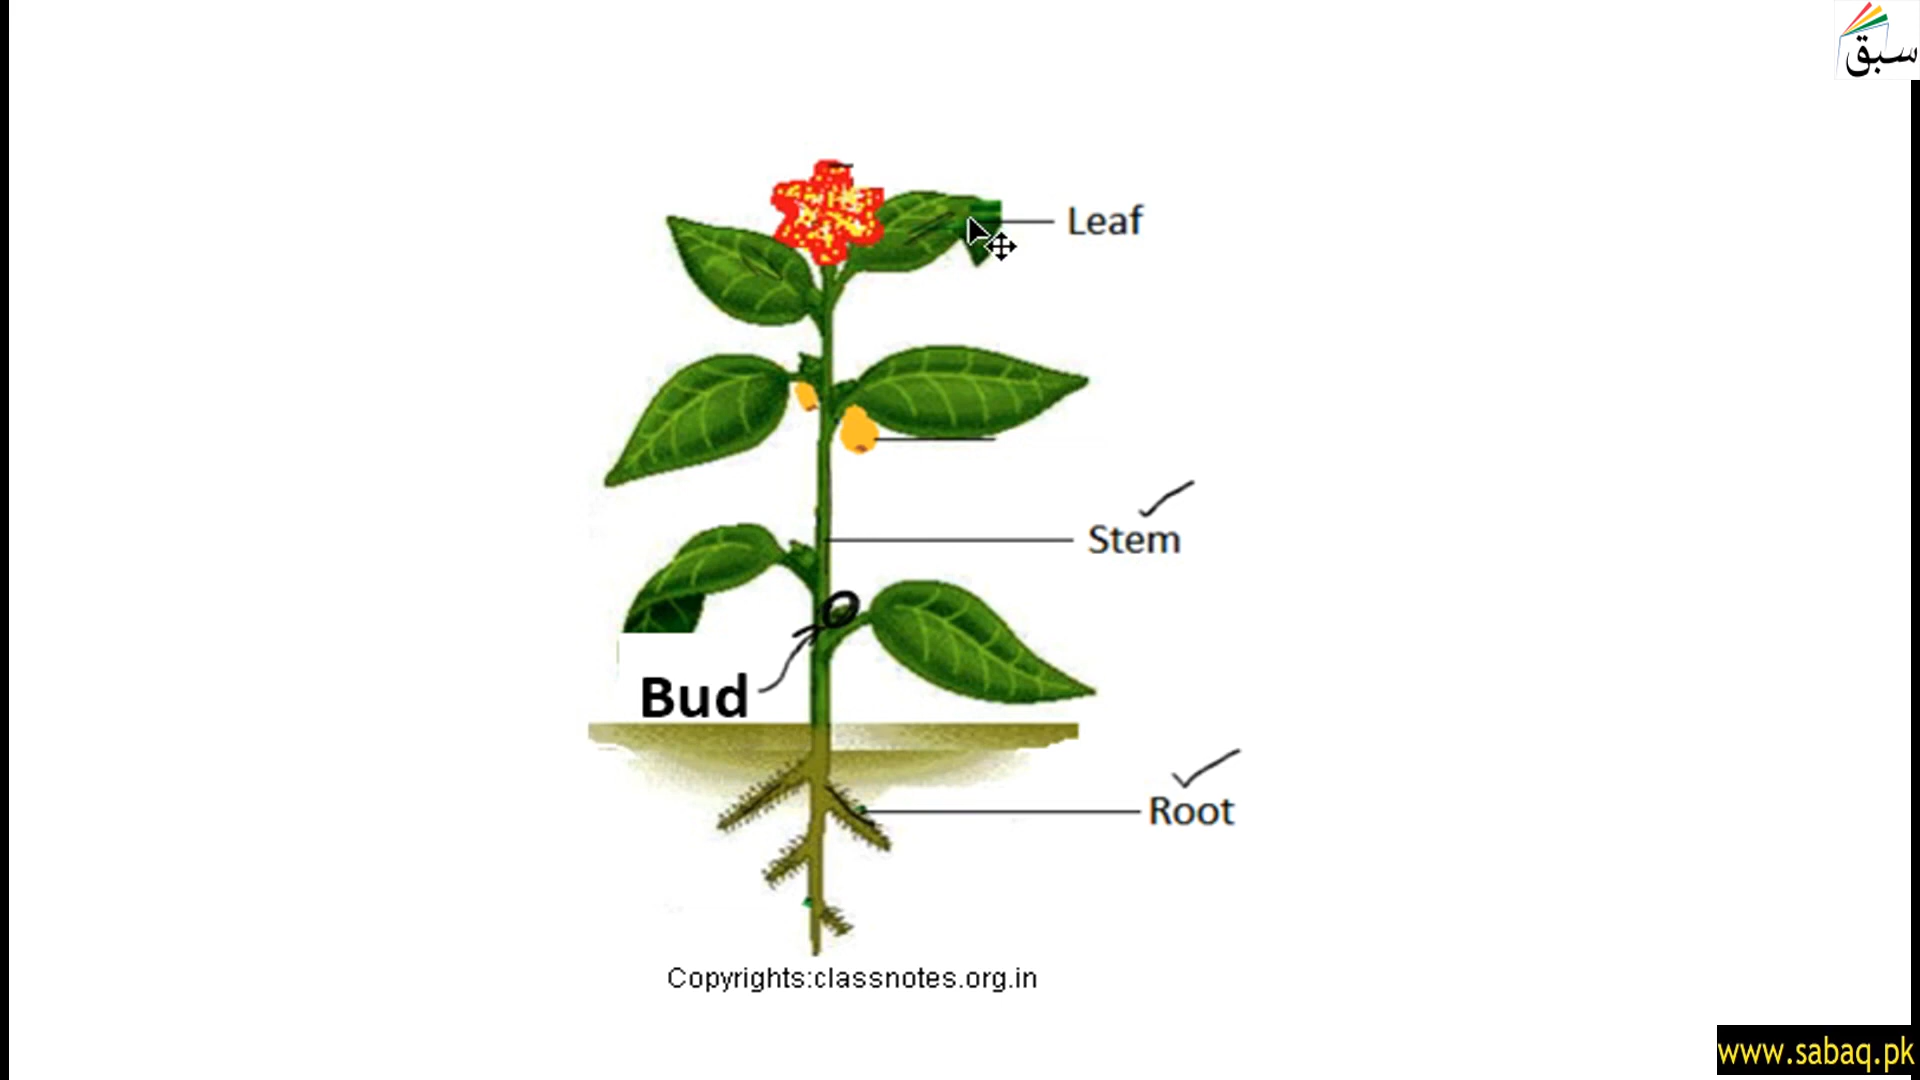 سبق
Leaf
Stem
Bud
Root
Copyrights:classnotes.org.in
www.sabaq.pk